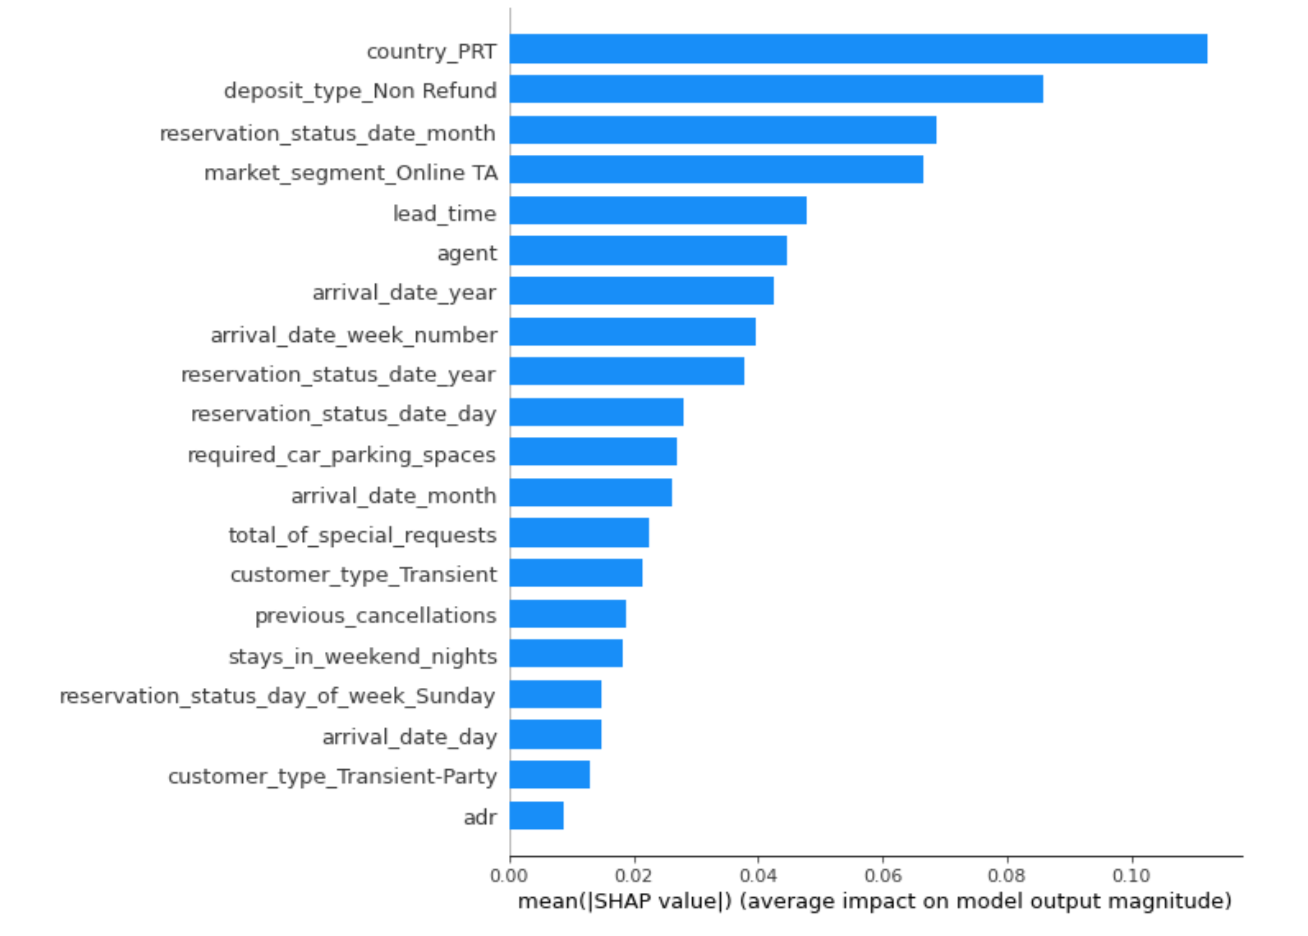 country_PRT
deposit_type_Non Refund
reservation_status_date_month
market_segment_Online TA
lead_time
agent
arrival_date_year
arrival_date_week_number
reservation_status_date_year
reservation_status_date_day
required_car_parking_spaces
arrival_date_month
total_of_special_requests
customer_type_Transient
previous_cancellations
stays_in_weekend_nights
reservation_status_day_of_week_Sunday
arrival_date_day
customer_type_Transient-Party
adr
0.00 0.02 0.04 0.06 0.08 0.10
mean(|SHAP value|) (average impact on model output magnitude)